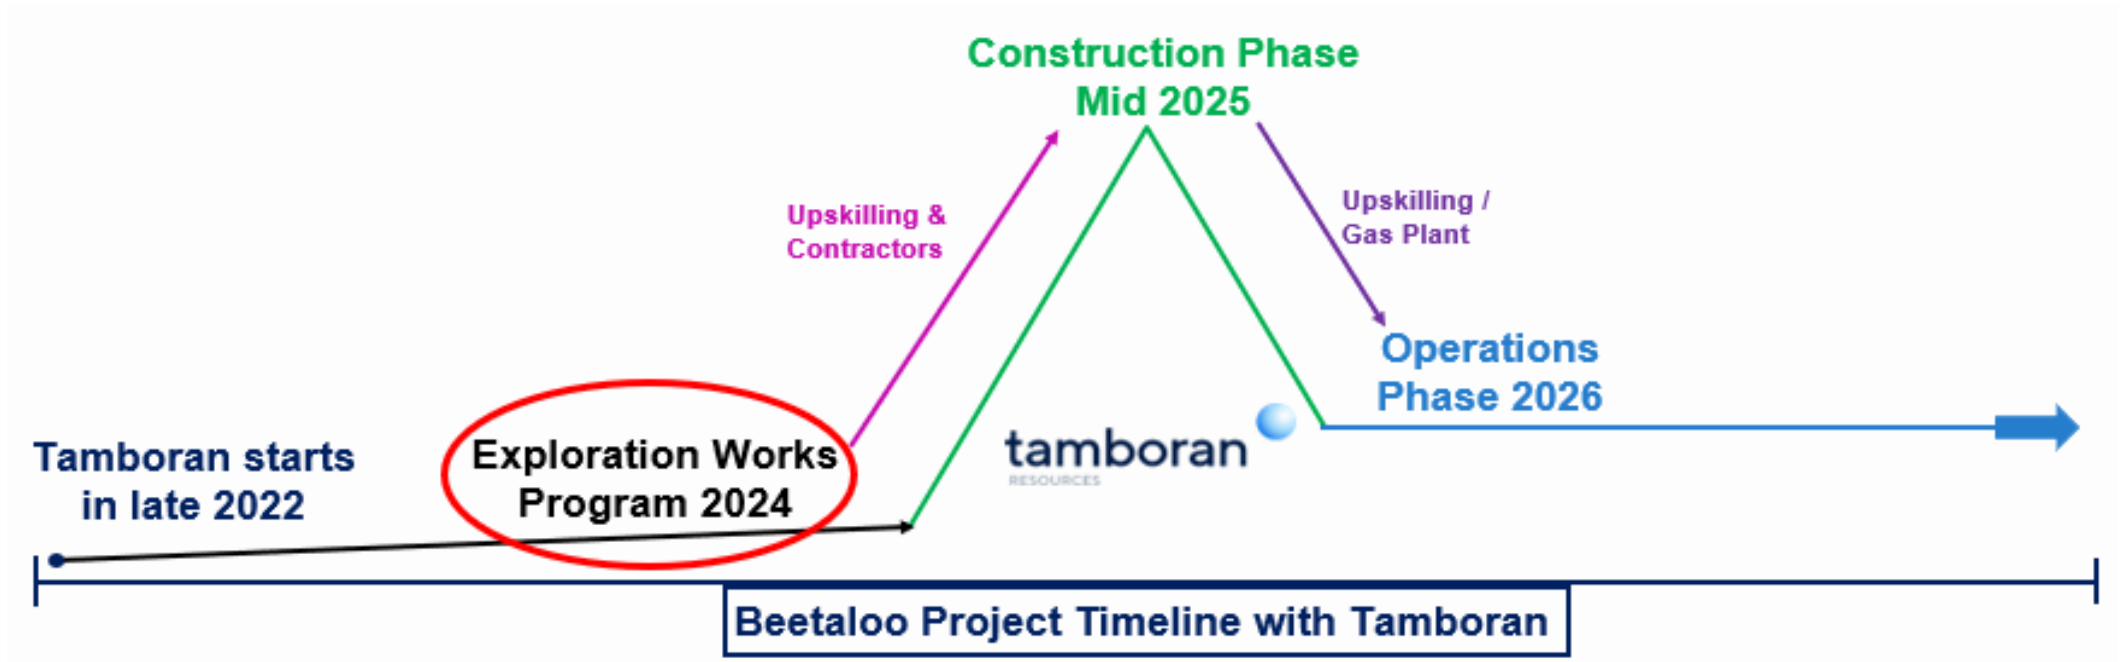 Construction Phase
Mid 2025
Upskilling &
Contractors
Upskilling /
Gas Plant
Operations
Phase 2026
Tamboran starts
in late 2022
Exploration Works
Program 2024
tamboran
RESOURCES
Beetaloo Project Timeline with Tamboran